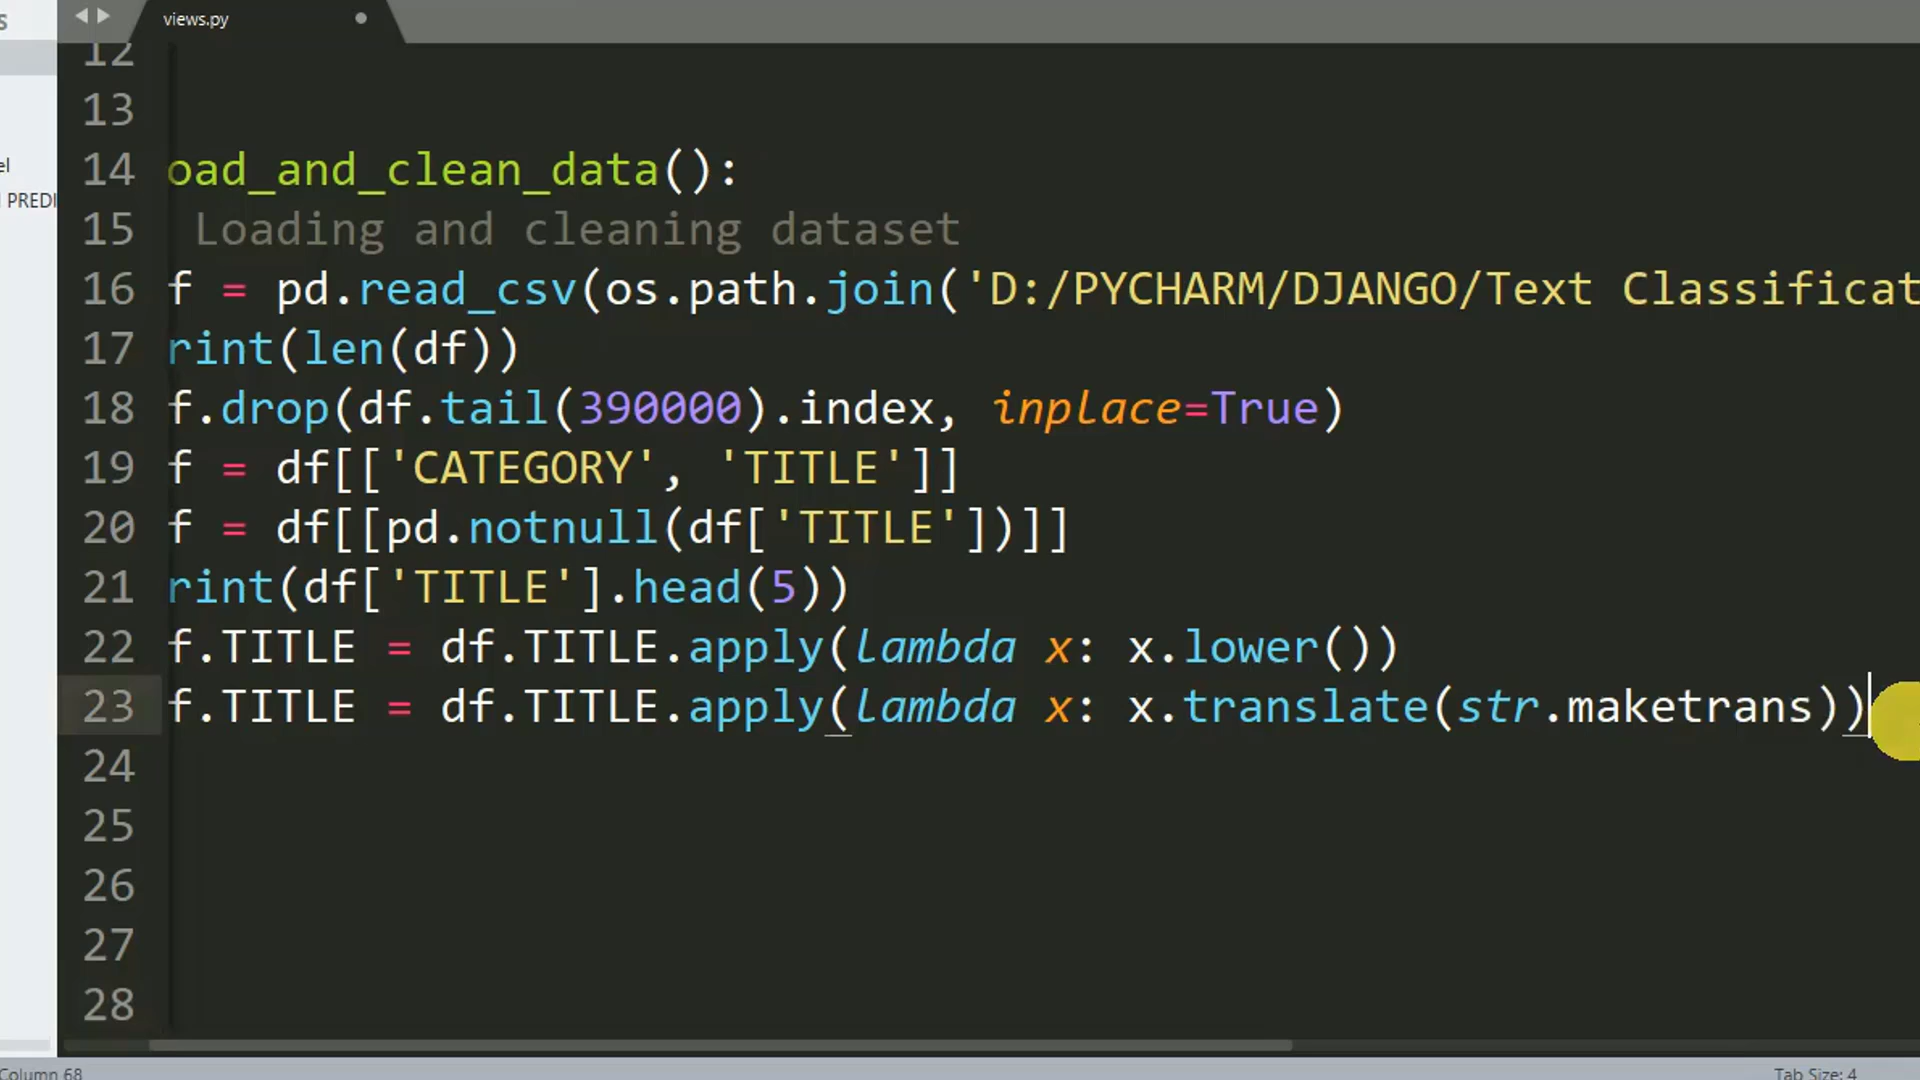 S
views.py
12
13
el
14 oad_and_clean_data():
PREDI
15 Loading and cleaning dataset
16 f = pd.read_csv(os.path.join('D:/PYCHARM/DJANGO/Text Classificat
17 rint(len(df))
18 f.drop(df.tail(390000).index, inplace=True)
19 f = df[['CATEGORY', 'TITLE']]
20 f = df[[pd.notnull(df['TITLE'])]]
21 rint(df['TITLE'].head(5))
22 f.TITLE = df.TITLE.apply(lambda x: x.lower())
23 f.TITLE = df.TITLE.apply(lambda x: x.translate(str.maketrans))
24
25
26
27
28
Column 68
Tab Size: 4